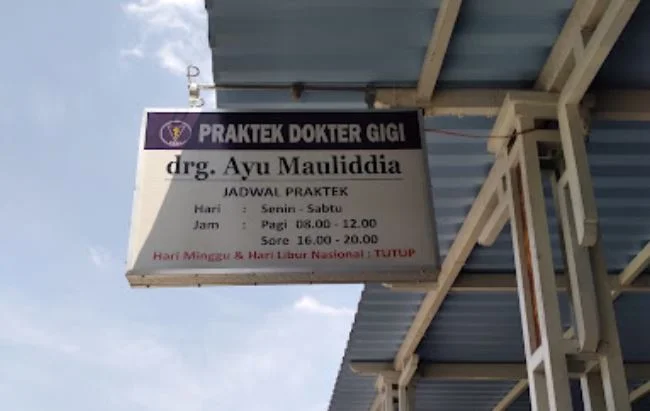 PRAKTEK DOKTER GIGI
drg. Ayu Mauliddia
JADWAL PRAKTEK
Hari : Senin - Sabtu
Jam : Pagi 08.00 - 12.00
Sore 16.00 - 20.00
Hari Minggu & Hari Libur Nasional : TUTUP